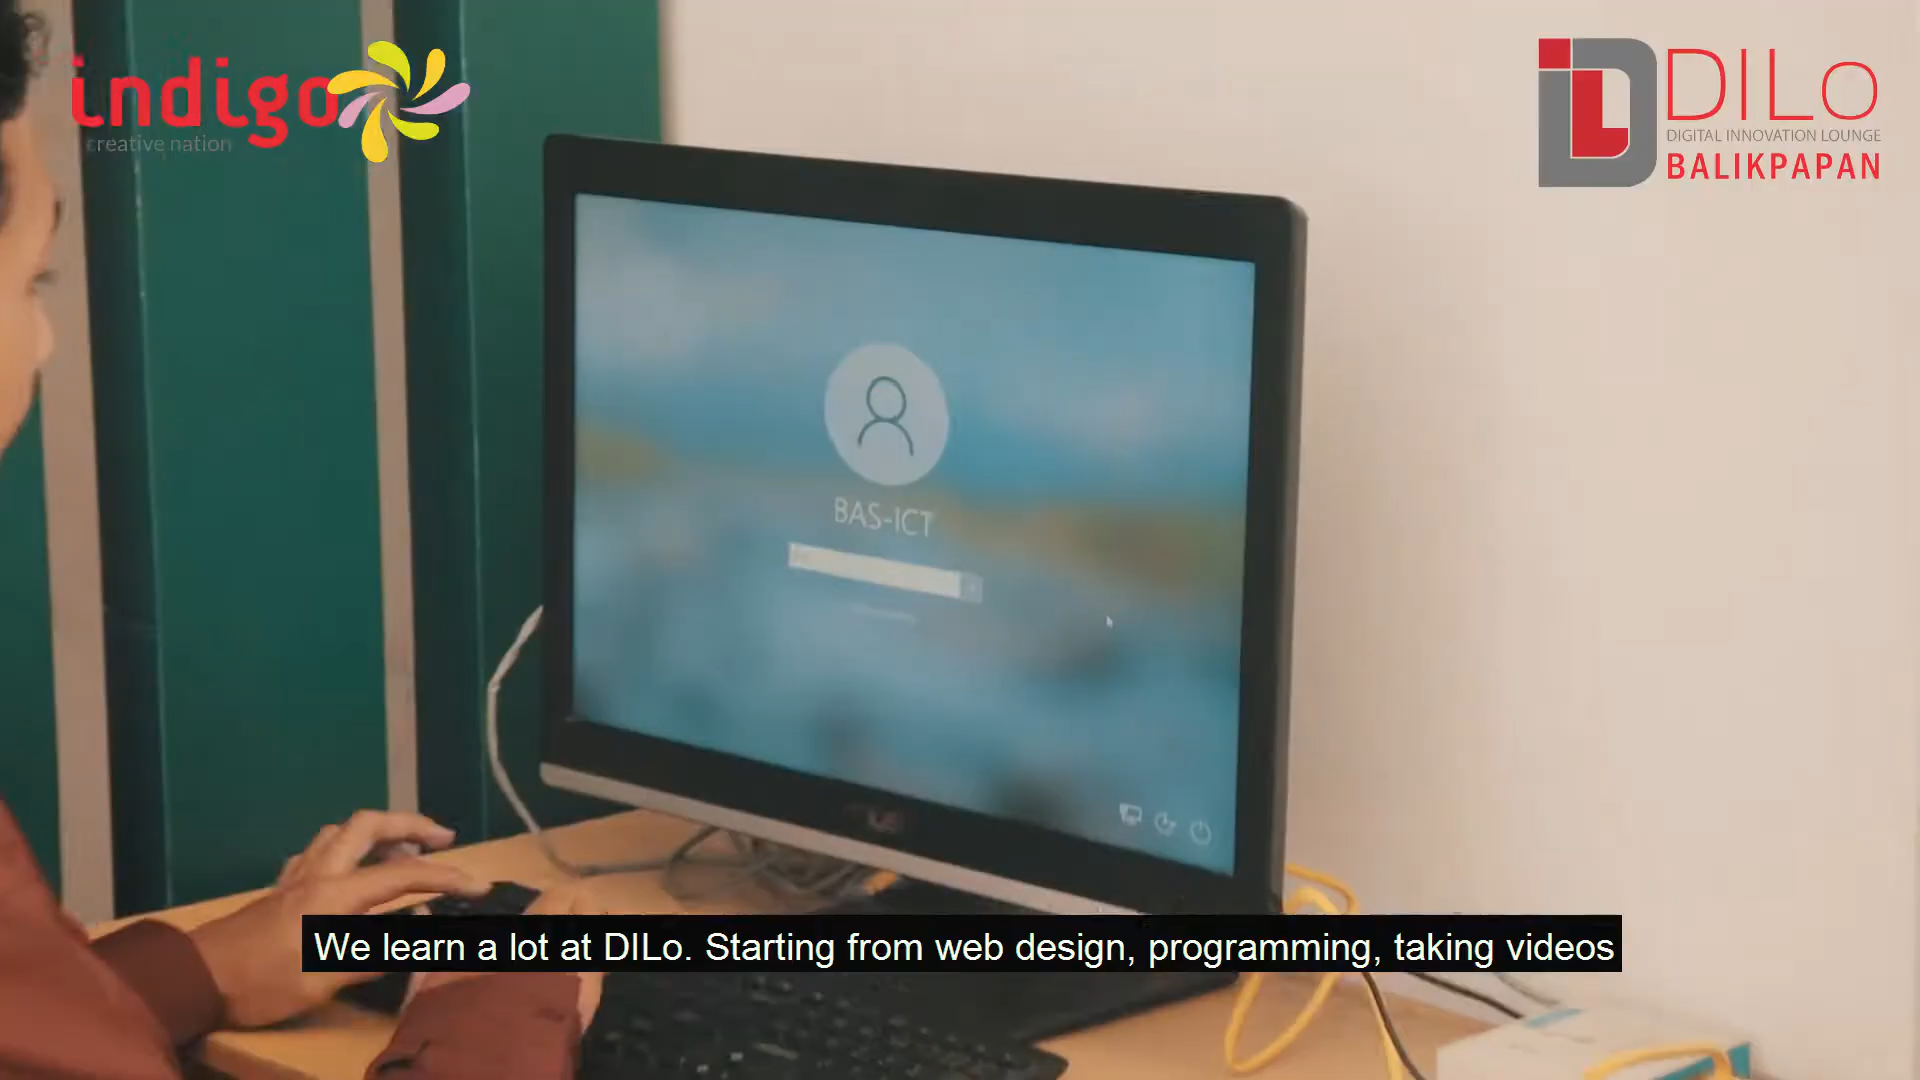 indigo
creative nation
DILo
DIGITAL INNOVATION LOUNGE
BALIKPAPAN
BAS-ICT
We learn a lot at DILo. Starting from web design, programming, taking videos